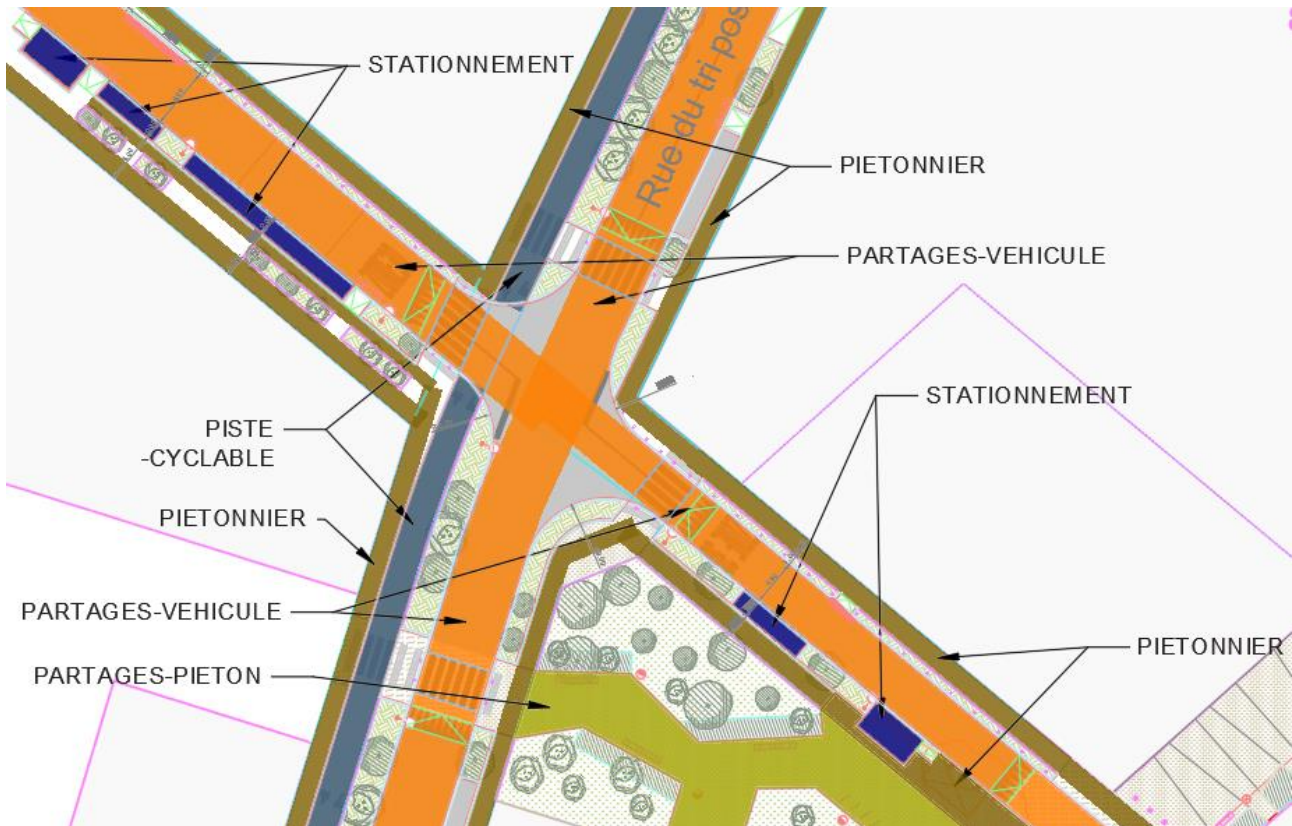 STATIONNEMENT
Rue du tri pos
PIETONNIER
PARTAGES-VEHICULE
STATIONNEMENT
PISTE
-CYCLABLE
PIETONNIER
PARTAGES-VEHICULE
PIETONNIER
PARTAGES-PIETON